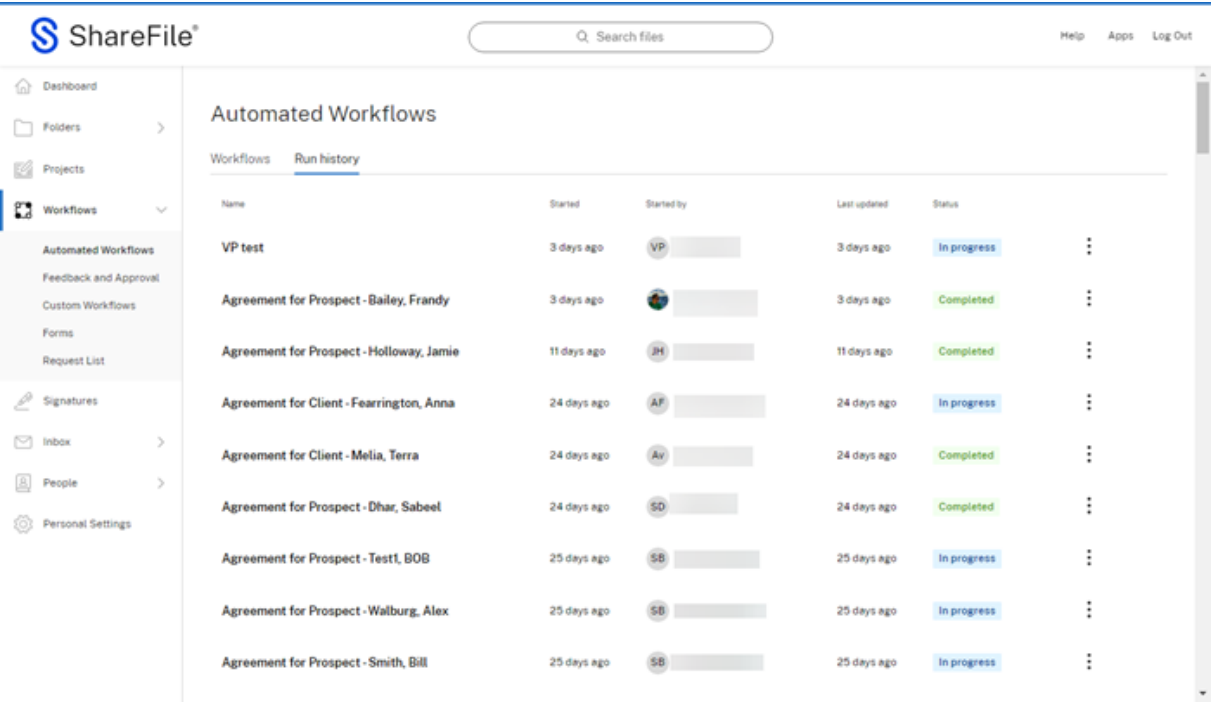 ShareFile®
Search files
Help Apps Log Out
Dashboard
Folders
Projects
Workflows
Automated Workflows
Feedback and Approval
Custom Workflows
Forms
Request List
Signatures
Inbox
People
Personal Settings
Automated Workflows
Workflows Run history
Name Started Started by Last updated Status
VP test 3 days ago VP 3 days ago In progress
Agreement for Prospect - Bailey, Frandy 3 days ago 3 days ago Completed
Agreement for Prospect - Holloway, Jamie 11 days ago JH 11 days ago Completed
Agreement for Client - Fearrington, Anna 24 days ago AF 24 days ago In progress
Agreement for Client - Melia, Terra 24 days ago Av 24 days ago Completed
Agreement for Prospect - Dhar, Sabeel 24 days ago SD 24 days ago Completed
Agreement for Prospect - Test1, BOB 25 days ago SB 25 days ago In progress
Agreement for Prospect - Walburg, Alex 25 days ago SB 25 days ago In progress
Agreement for Prospect - Smith, Bill 25 days ago SB 25 days ago In progress